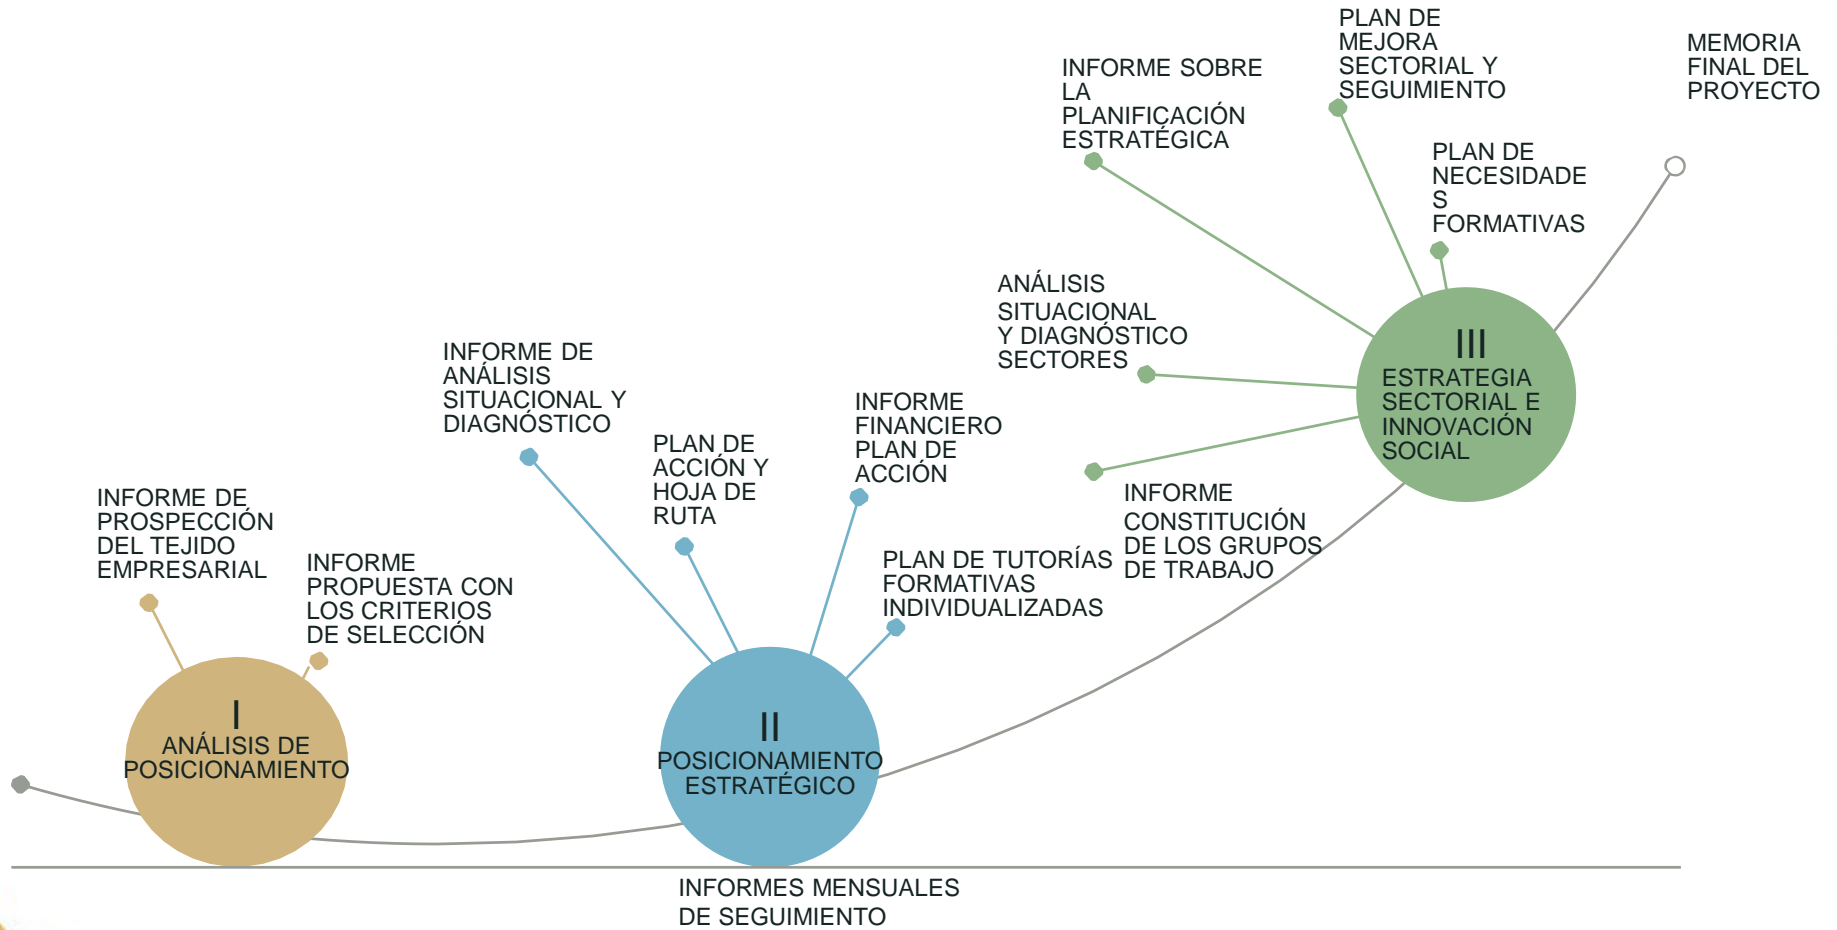 INFORME DE
PROSPECCIÓN
DEL TEJIDO
EMPRESARIAL
INFORME
PROPUESTA CON
LOS CRITERIOS
DE SELECCIÓN
I
ANÁLISIS DE
POSICIONAMIENTO
INFORME DE
ANÁLISIS
SITUACIONAL Y
DIAGNÓSTICO
PLAN DE
ACCIÓN Y
HOJA DE
RUTA
INFORME
FINANCIERO
PLAN DE
ACCIÓN
PLAN DE TUTORÍAS
FORMATIVAS
INDIVIDUALIZADAS
II
POSICIONAMIENTO
ESTRATÉGICO
INFORME SOBRE
LA
PLANIFICACIÓN
ESTRATÉGICA
PLAN DE
MEJORA
SECTORIAL Y
SEGUIMIENTO
PLAN DE
NECESIDADE
S
FORMATIVAS
ANÁLISIS
SITUACIONAL
Y DIAGNÓSTICO
SECTORES
INFORME
CONSTITUCIÓN
DE LOS GRUPOS
DE TRABAJO
III
ESTRATEGIA
SECTORIAL E
INNOVACIÓN
SOCIAL
MEMORIA
FINAL DEL
PROYECTO
INFORMES MENSUALES
DE SEGUIMIENTO